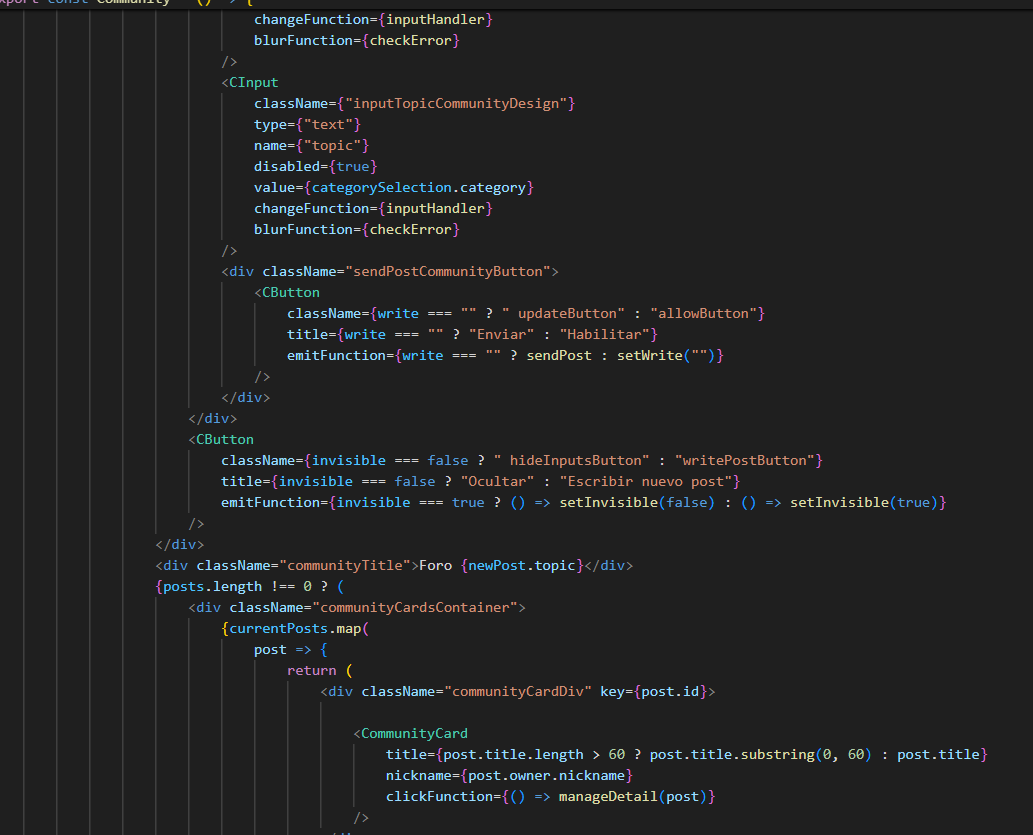 export const Community = () => {
changeFunction={inputHandler}
blurFunction={checkError}
/>
<CInput
className={"inputTopicCommunityDesign"}
type={"text"}
name={"topic"}
disabled={true}
value={categorySelection.category}
changeFunction={inputHandler}
blurFunction={checkError}
/>
<div className="sendPostCommunityButton">
<CButton
className={write === "" ? " updateButton" : "allowButton"}
title={write === "" ? "Enviar" : "Habilitar"}
emitFunction={write === "" ? sendPost : setWrite("")}
/>
</div>
</div>
<CButton
className={invisible === false ? " hideInputsButton" : "writePostButton"}
title={invisible === false ? "Ocultar" : "Escribir nuevo post"}
emitFunction={invisible === true ? () => setInvisible(false) : () => setInvisible(true)}
/>
</div>
<div className="communityTitle">Foro {newPost.topic}</div>
{posts.length !== 0 ? (
<div className="communityCardsContainer">
{currentPosts.map(
post => {
return (
<div className="communityCardDiv" key={post.id}>
<CommunityCard
title={post.title.length > 60 ? post.title.substring(0, 60) : post.title}
nickname={post.owner.nickname}
clickFunction={() => manageDetail(post)}
/>